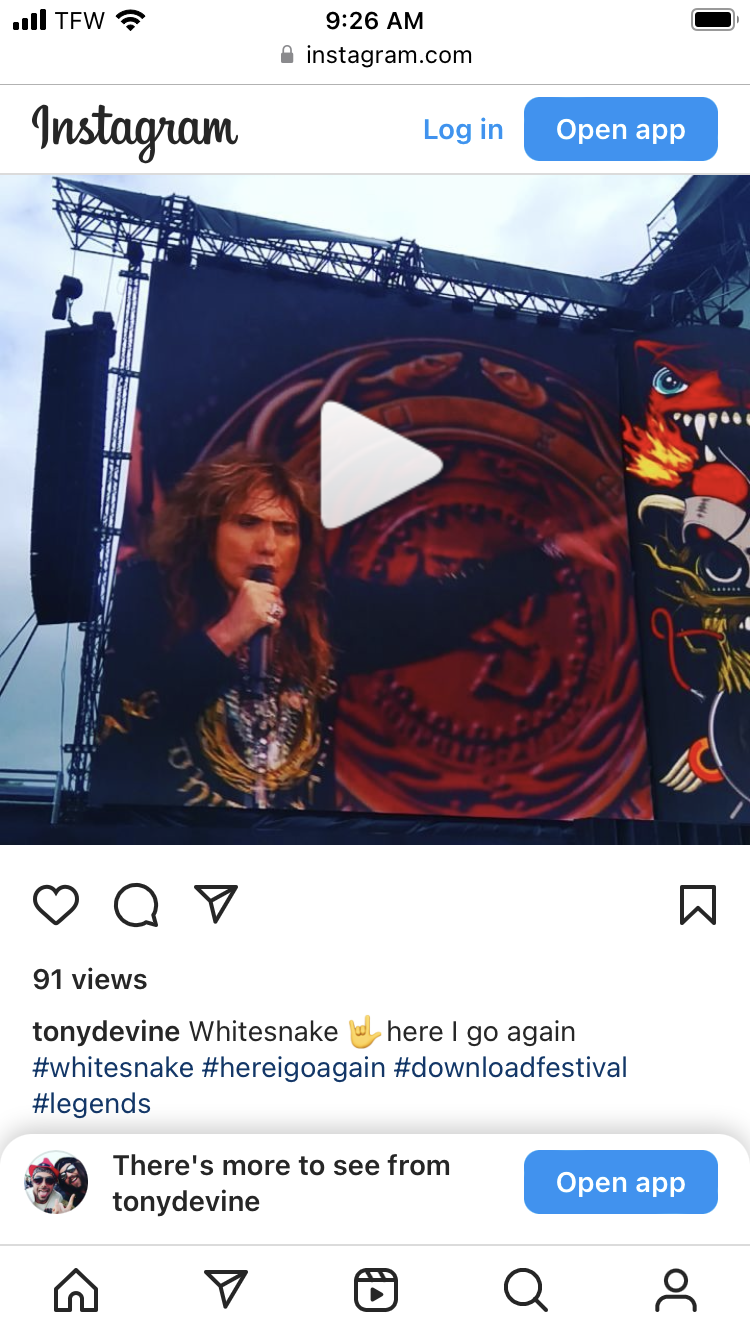 TFW 9:26 AM
instagram.com
Instagram Log in Open app
91 views
tonydevine Whitesnake 🤟 here I go again
#whitesnake #hereigoagain #downloadfestival
#legends
There's more to see from
tonydevine
Open app